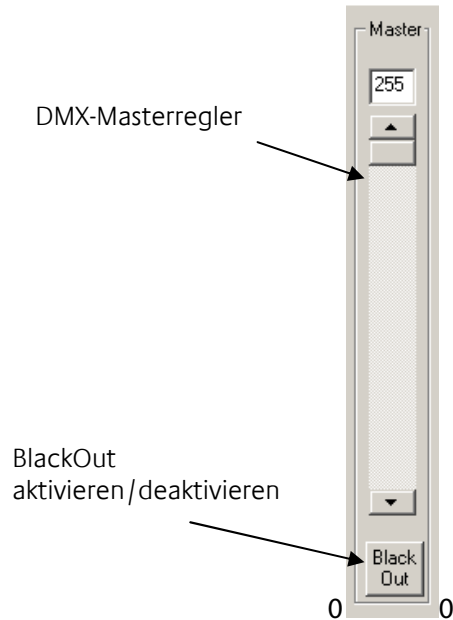 Master
255
DMX-Masterregler
BlackOut
aktivieren/deaktivieren
Black
Out
0 0